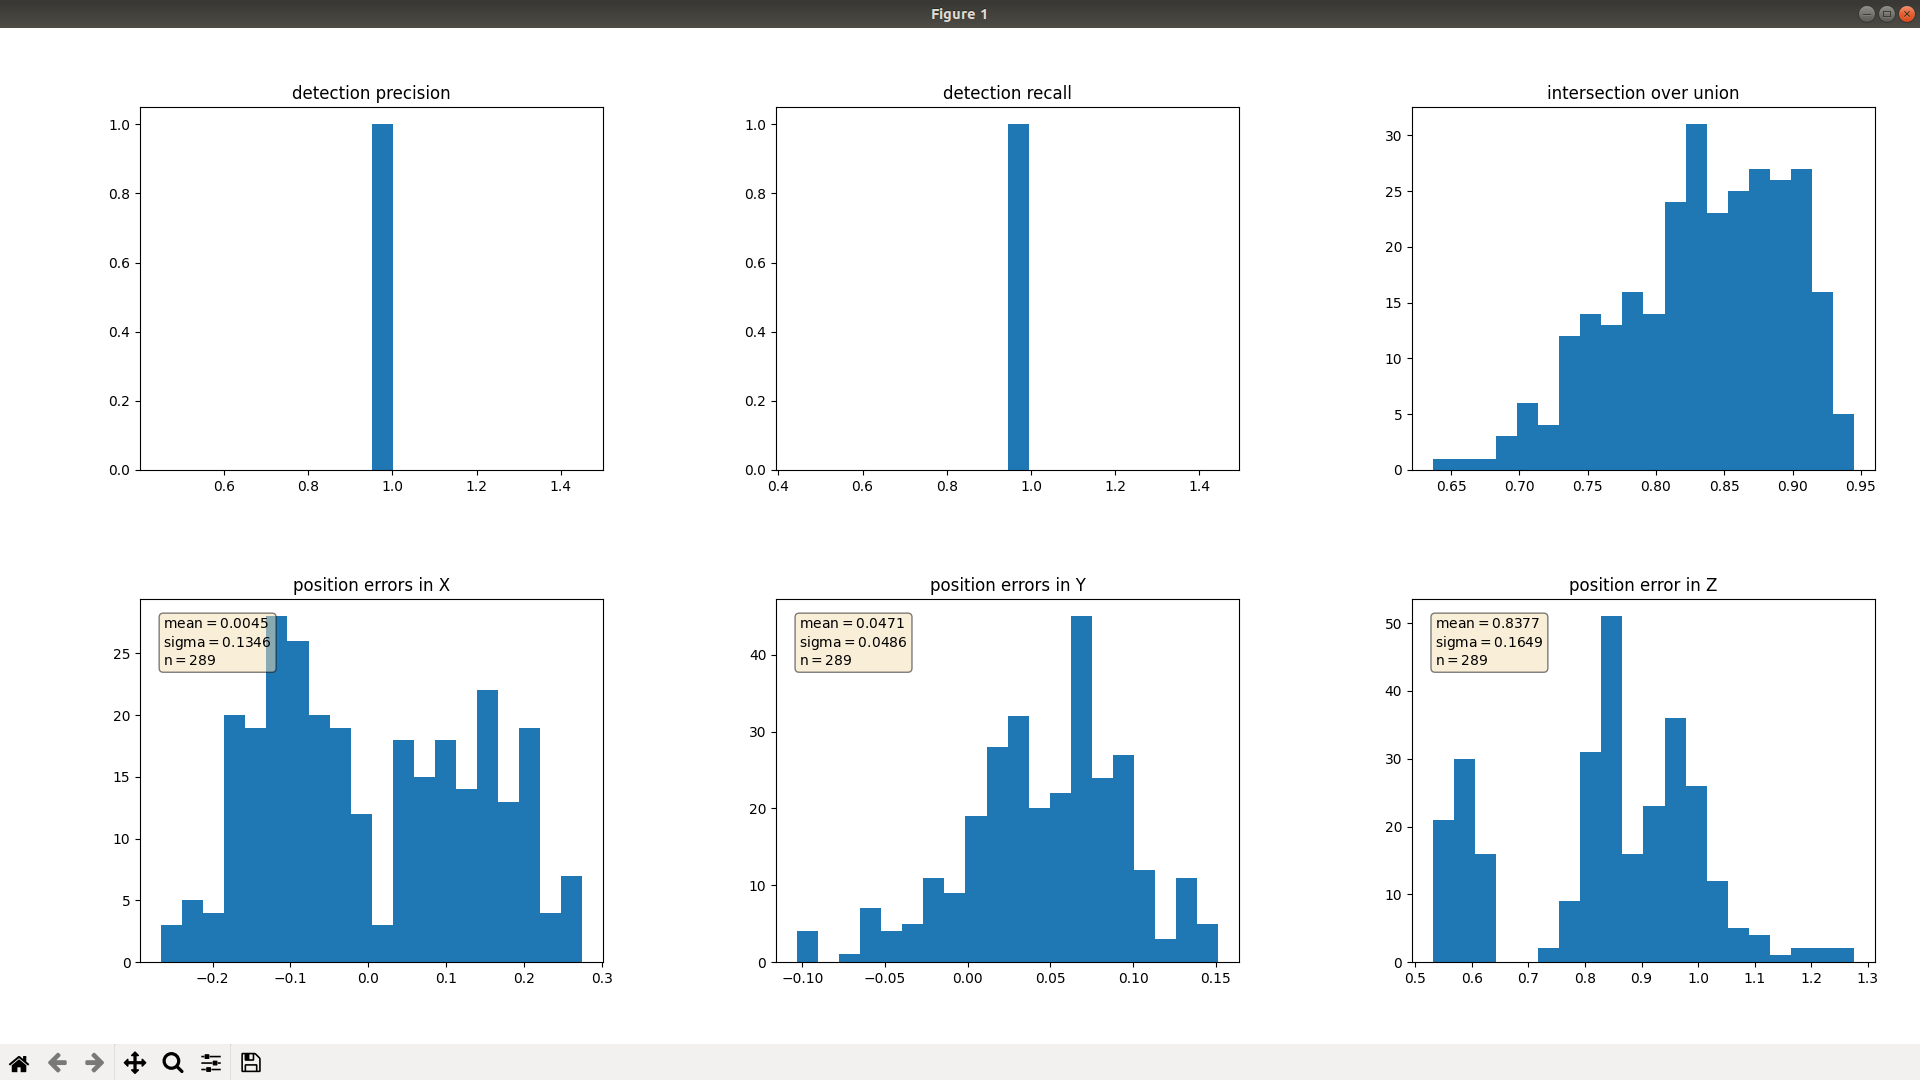 Figure 1
detection precision
1.0
0.8
0.6
0.4
0.2
0.0
0.6 0.8 1.0 1.2 1.4
detection recall
1.0
0.8
0.6
0.4
0.2
0.0
0.4 0.6 0.8 1.0 1.2 1.4
intersection over union
30
25
20
15
10
5
0
0.65 0.70 0.75 0.80 0.85 0.90 0.95
position errors in X
mean = 0.0045
sigma = 0.1346
n = 289
25
20
15
10
5
0
−0.2 −0.1 0.0 0.1 0.2 0.3
position errors in Y
mean = 0.0471
sigma = 0.0486
n = 289
40
30
20
10
0
−0.10 −0.05 0.00 0.05 0.10 0.15
position error in Z
mean = 0.8377
sigma = 0.1649
n = 289
50
40
30
20
10
0
0.5 0.6 0.7 0.8 0.9 1.0 1.1 1.2 1.3